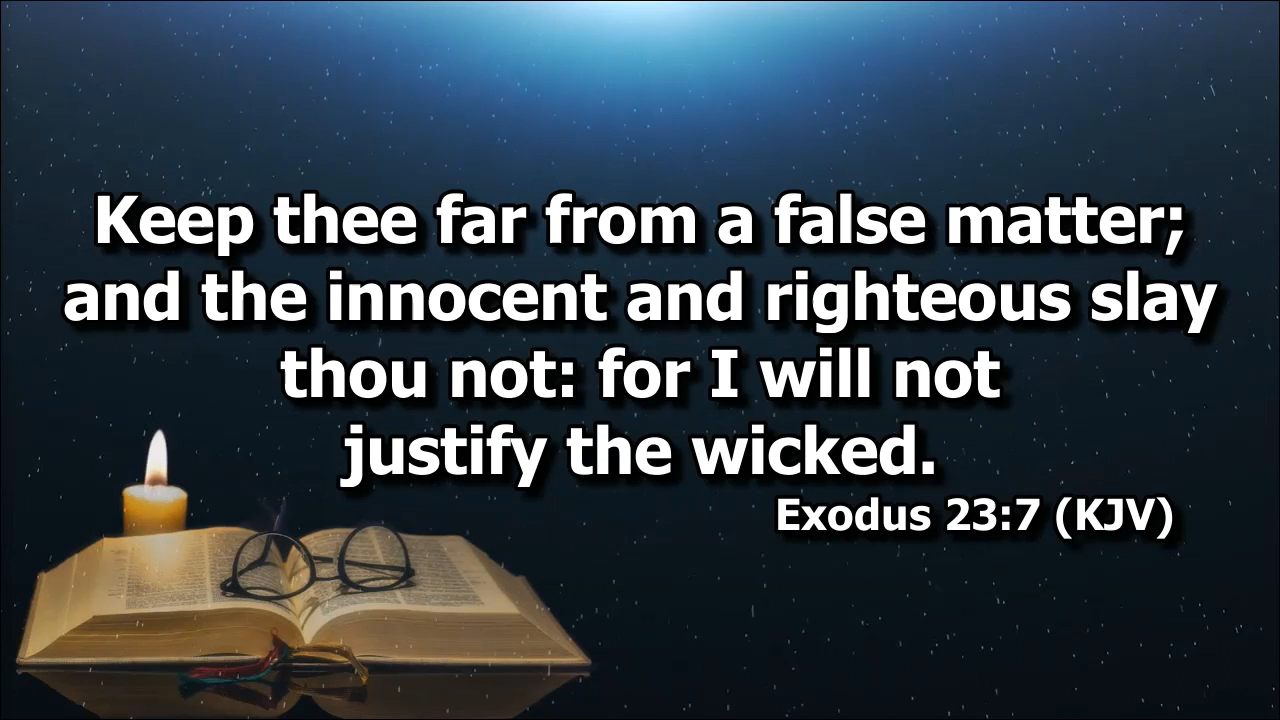 Keep thee far from a false matter;
and the innocent and righteous slay
thou not: for I will not
justify the wicked.
Exodus 23:7 (KJV)